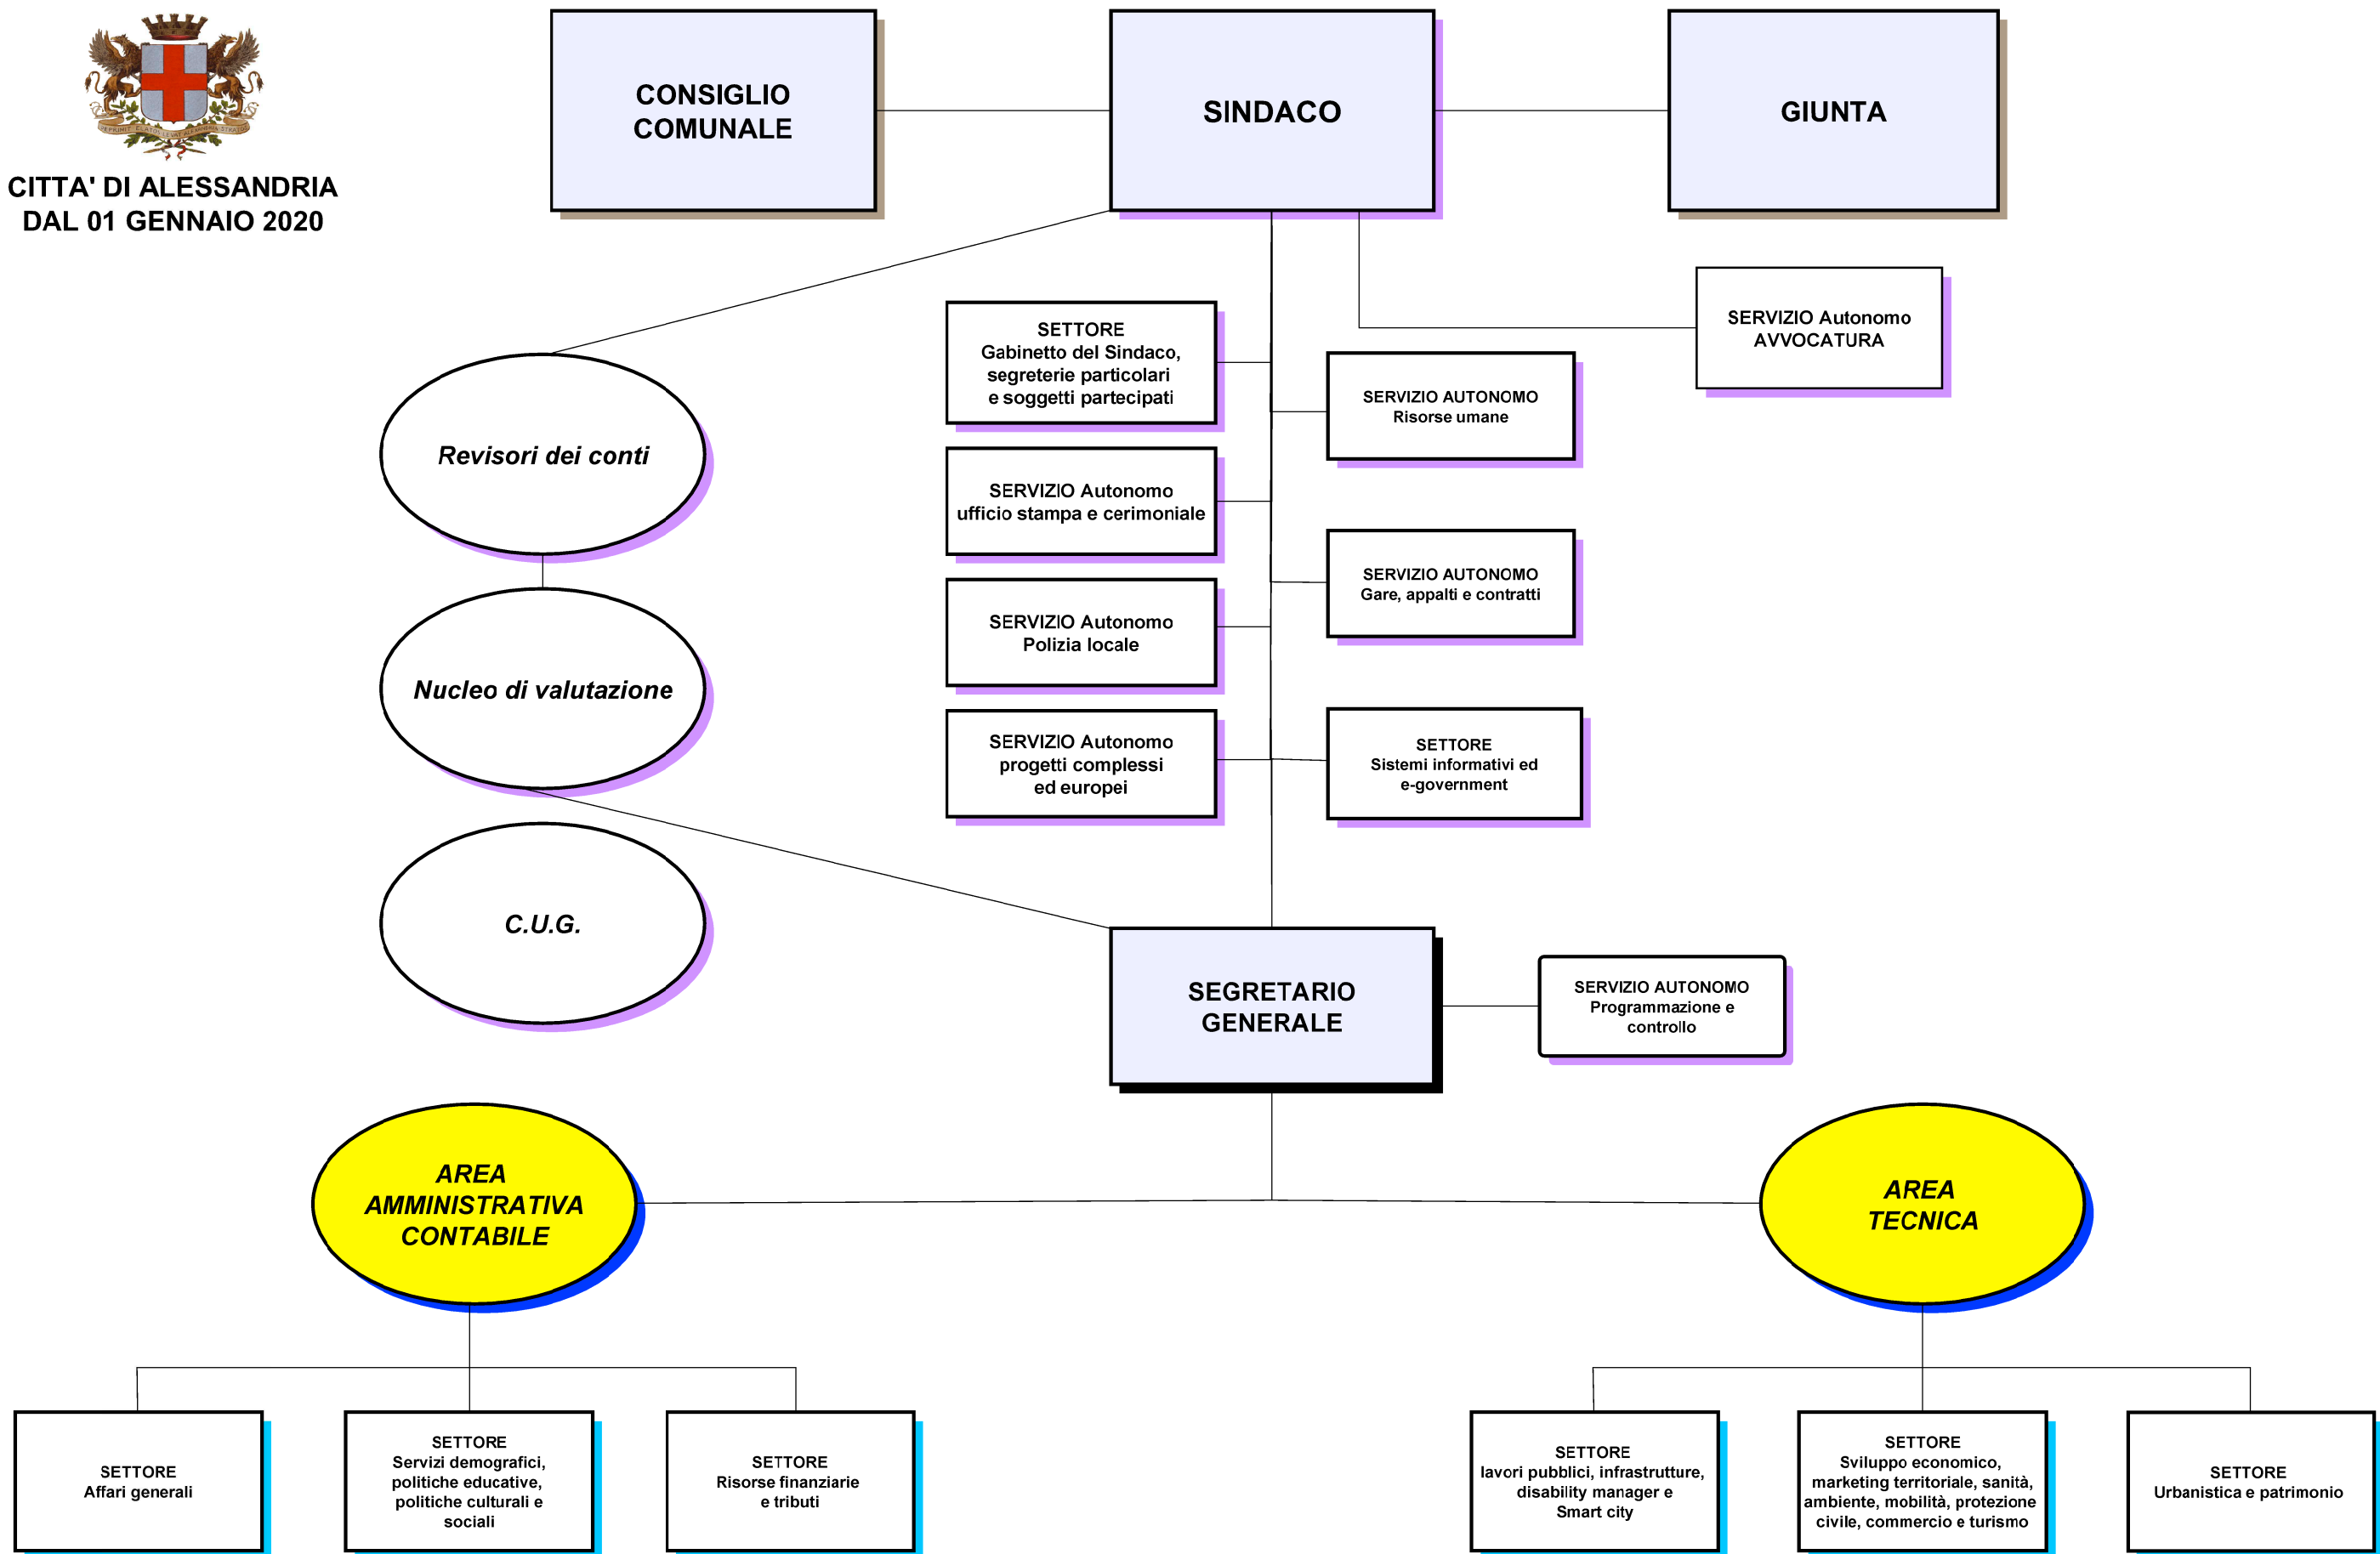 CITTA' DI ALESSANDRIA
DAL 01 GENNAIO 2020
CONSIGLIO
COMUNALE
SINDACO
GIUNTA
SERVIZIO Autonomo
AVVOCATURA
SETTORE
Gabinetto del Sindaco,
segreterie particolari
e soggetti partecipati
SERVIZIO AUTONOMO
Risorse umane
Revisori dei conti
SERVIZIO Autonomo
ufficio stampa e cerimoniale
SERVIZIO AUTONOMO
Gare, appalti e contratti
SERVIZIO Autonomo
Polizia locale
Nucleo di valutazione
SERVIZIO Autonomo
progetti complessi
ed europei
SETTORE
Sistemi informativi ed
e-government
C.U.G.
SEGRETARIO
GENERALE
SERVIZIO AUTONOMO
Programmazione e
controllo
AREA
AMMINISTRATIVA
CONTABILE
AREA
TECNICA
SETTORE
Affari generali
SETTORE
Servizi demografici,
politiche educative,
politiche culturali e
sociali
SETTORE
Risorse finanziarie
e tributi
SETTORE
lavori pubblici, infrastrutture,
disability manager e
Smart city
SETTORE
Sviluppo economico,
marketing territoriale, sanità,
ambiente, mobilità, protezione
civile, commercio e turismo
SETTORE
Urbanistica e patrimonio